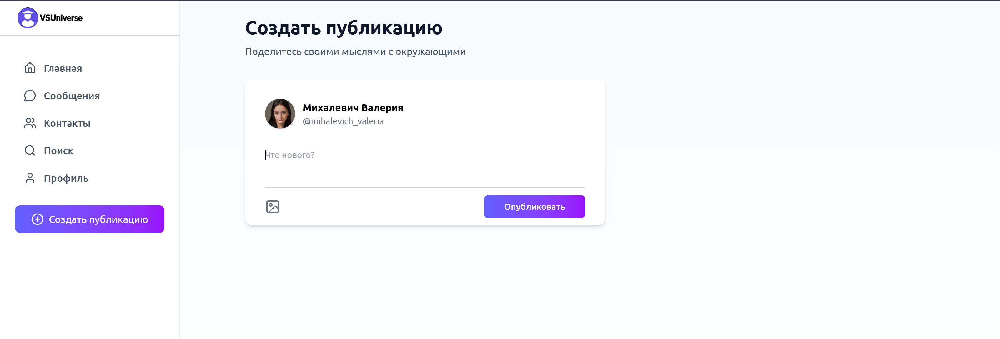 VSUniverse
Главная
Сообщения
Контакты
Поиск
Профиль
Создать публикацию
Создать публикацию
Поделитесь своими мыслями с окружающими
Михалевич Валерия
@mihalevich_valeria
Что нового?
Опубликовать